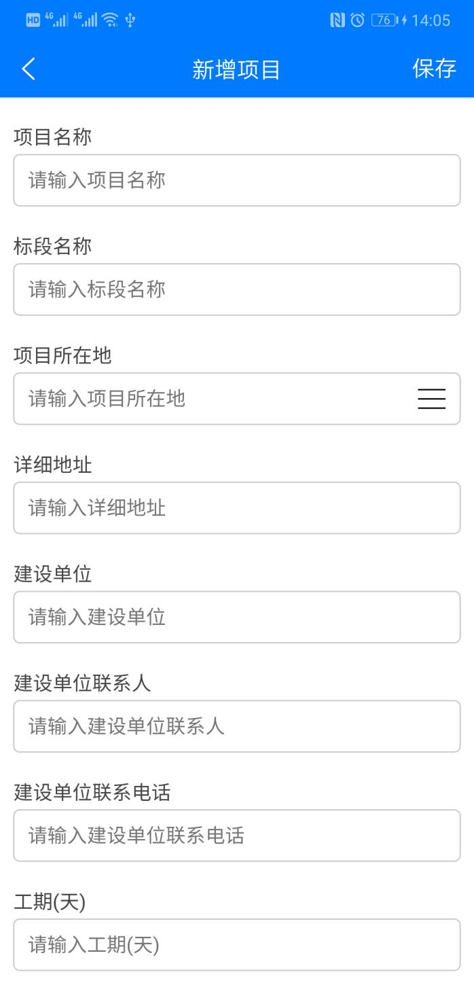 HD 4G 4G 76 14:05
新增项目 保存
项目名称
请输入项目名称
标段名称
请输入标段名称
项目所在地
请输入项目所在地
详细地址
请输入详细地址
建设单位
请输入建设单位
建设单位联系人
请输入建设单位联系人
建设单位联系电话
请输入建设单位联系电话
工期(天)
请输入工期(天)